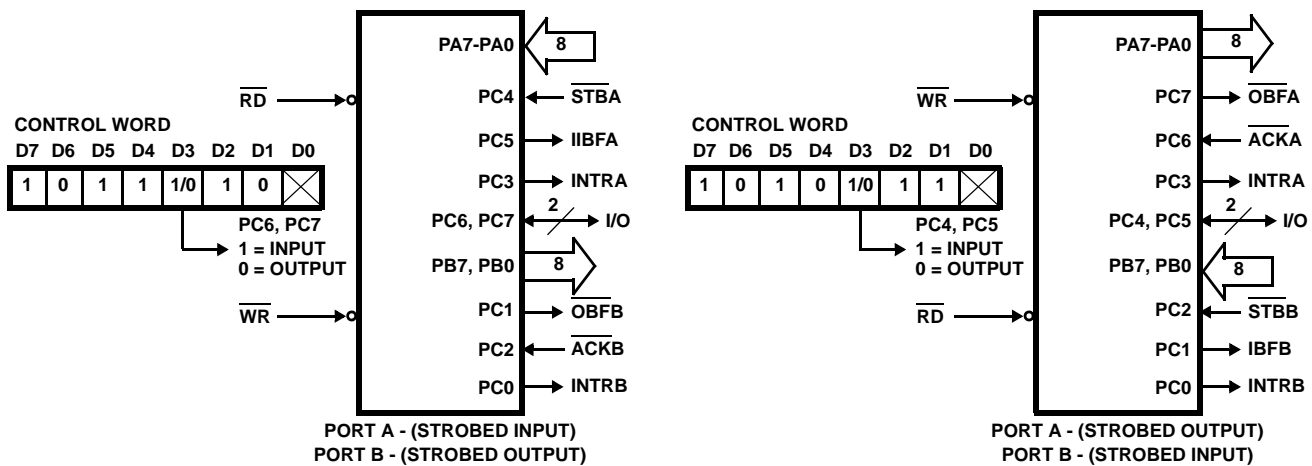 PA7-PA0
8
RD
PC4
STBA
CONTROL WORD
D7 D6 D5 D4 D3 D2 D1 D0
1 0 1 1 1/0 1 0
PC5
IIBFA
PC3
INTRA
PC6, PC7
1 = INPUT
0 = OUTPUT
PC6, PC7
2
I/O
PB7, PB0
8
WR
PC1
OBFB
PC2
ACKB
PC0
INTRB
PORT A - (STROBED INPUT)
PORT B - (STROBED OUTPUT)
PA7-PA0
8
WR
PC7
OBFA
CONTROL WORD
D7 D6 D5 D4 D3 D2 D1 D0
1 0 1 0 1/0 1 1
PC6
ACKA
PC3
INTRA
PC4, PC5
1 = INPUT
0 = OUTPUT
PC4, PC5
2
I/O
PB7, PB0
8
RD
PC2
STBB
PC1
IBFB
PC0
INTRB
PORT A - (STROBED OUTPUT)
PORT B - (STROBED INPUT)